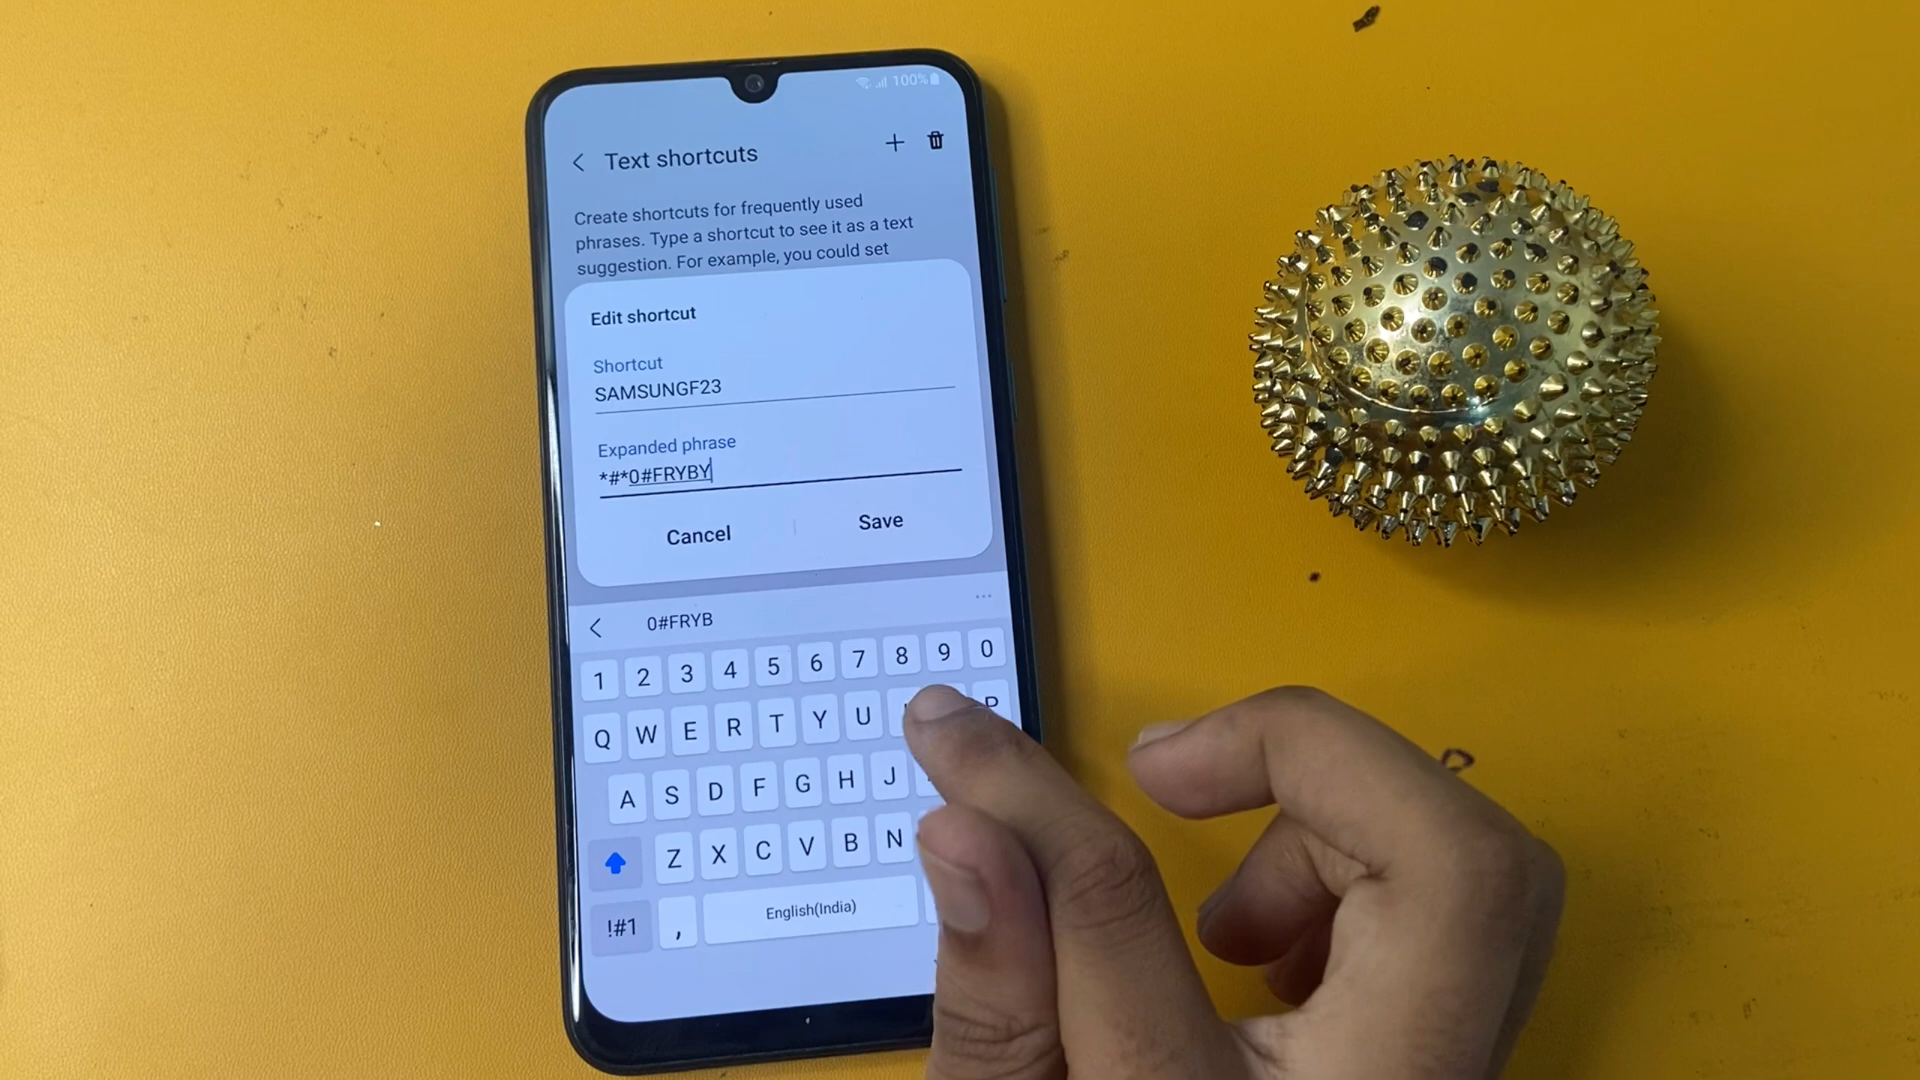 100%
Text shortcuts
Create shortcuts for frequently used
phrases. Type a shortcut to see it as a text
suggestion. For example, you could set
Edit shortcut
Shortcut
SAMSUNGF23
Expanded phrase
*#*0#FRYBY
Cancel
Save
0#FRYB
1 2 3 4 5 6 7 8 9 0
Q W E R T Y U P
A S D F G H J
Z X C V B N
!#1 , English(India)